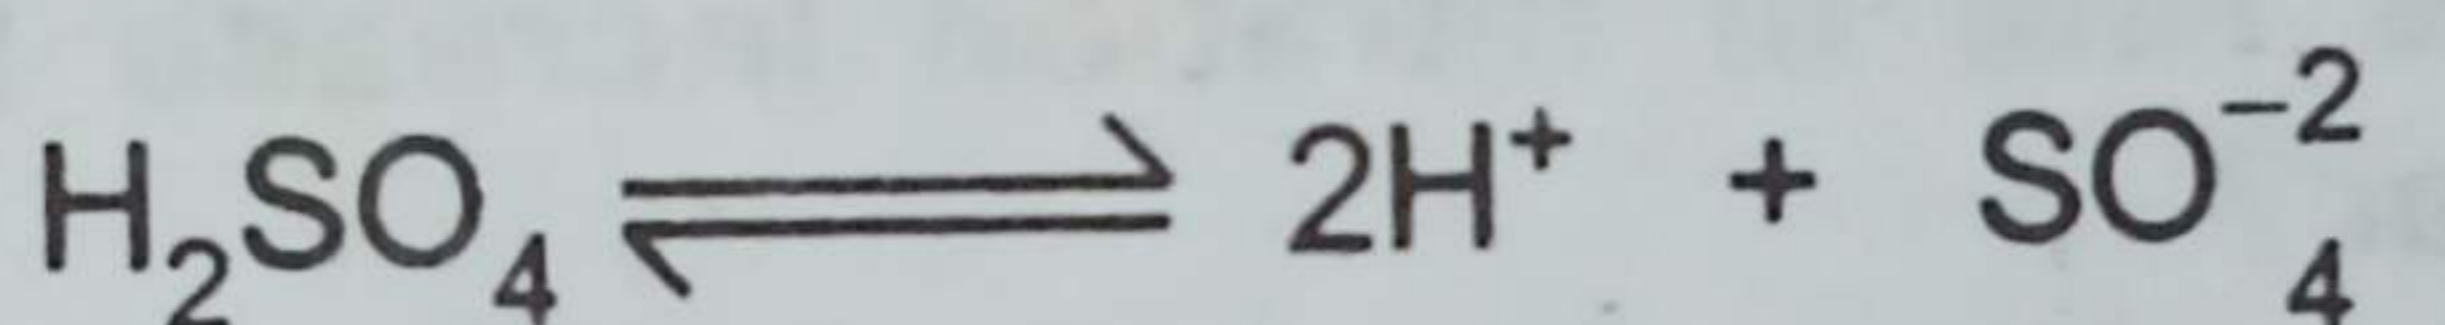 H₂SO₄ ⇌ 2H⁺ + SO₄⁻²